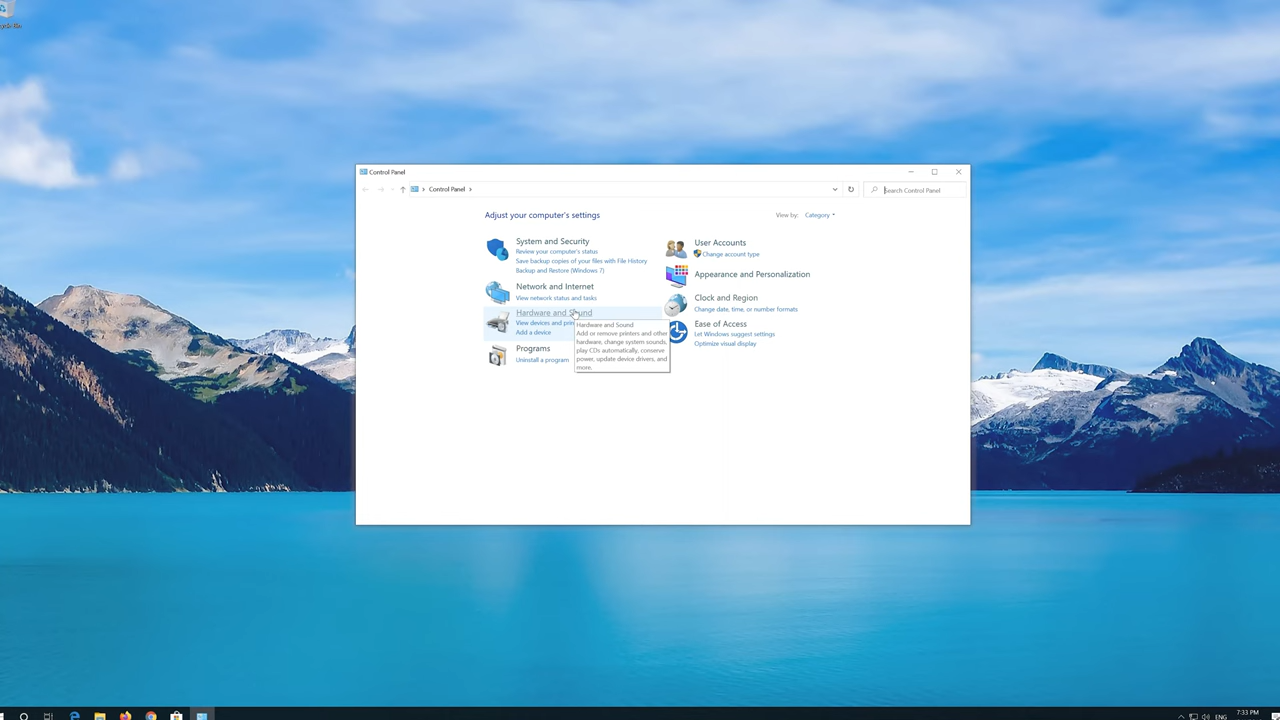 Control Panel
Control Panel
Search Control Panel
Adjust your computer's settings
View by: Category
System and Security
Review your computer's status
Save backup copies of your files with File History
Backup and Restore (Windows 7)
Network and Internet
View network status and tasks
Hardware and Sound
View devices and prin
Add a device
Programs
Uninstall a program
Hardware and Sound
Add or remove printers and other
hardware, change system sounds,
play CDs automatically, conserve
power, update device drivers, and
more.
User Accounts
Change account type
Appearance and Personalization
Clock and Region
Change date, time, or number formats
Ease of Access
Let Windows suggest settings
Optimize visual display
ENG
7:33 PM